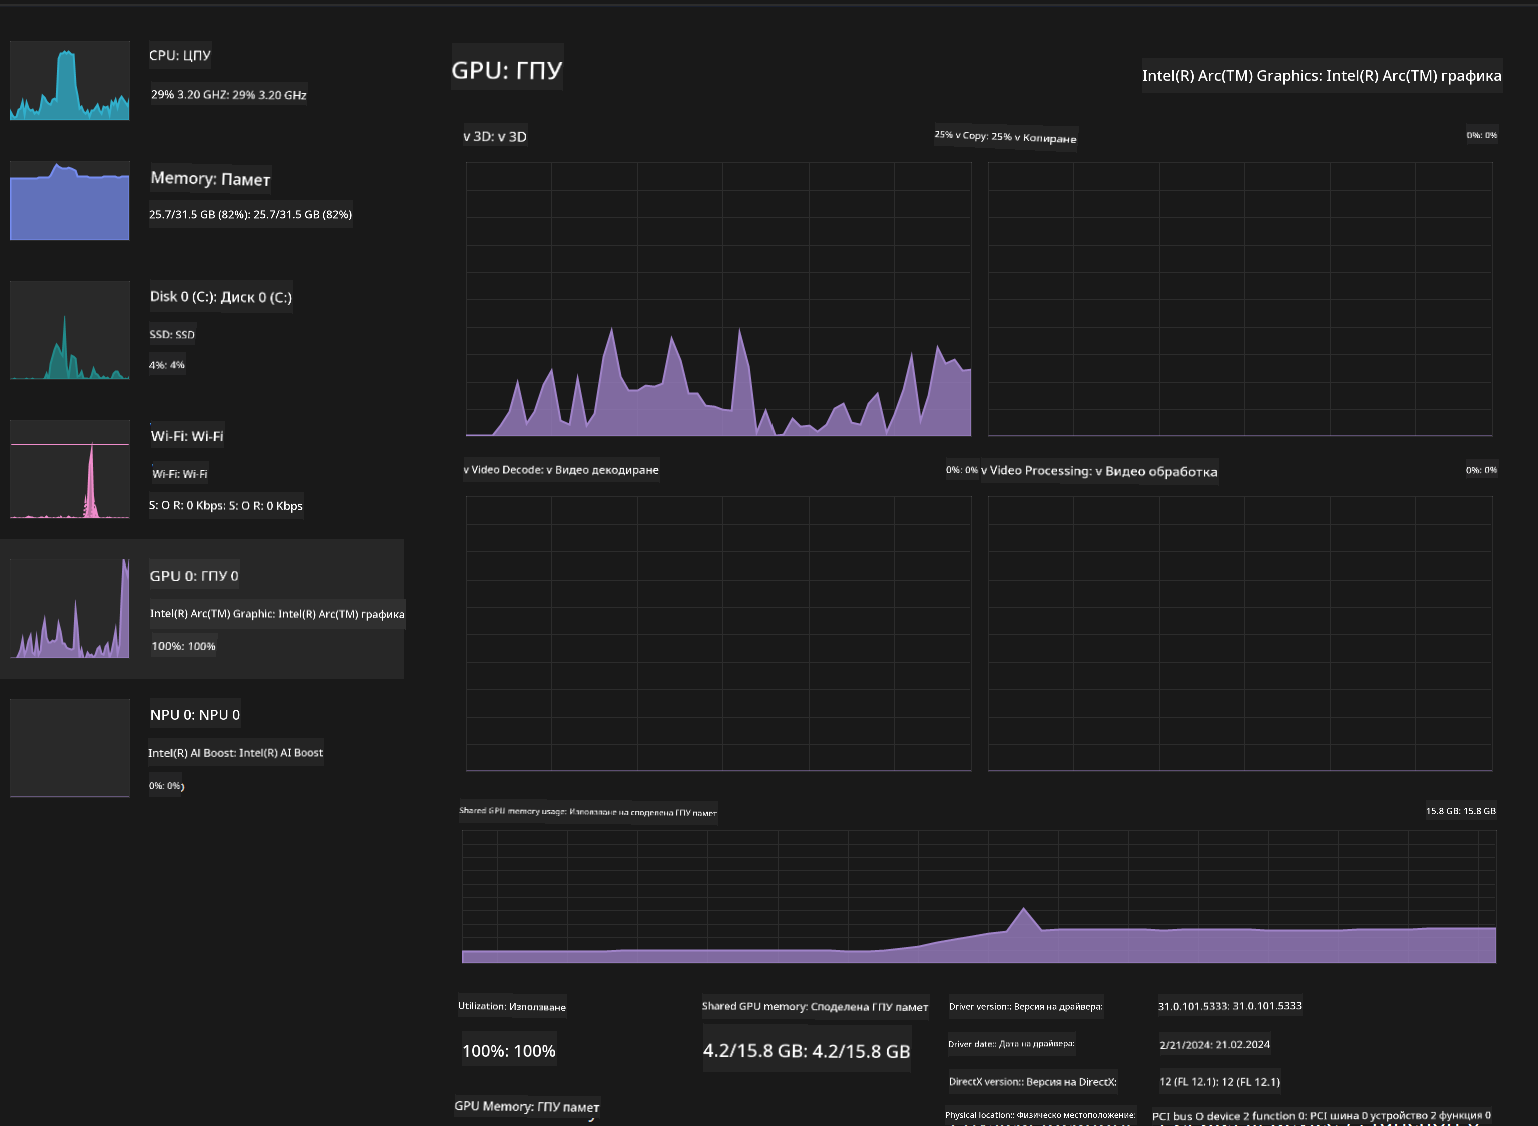 CPU: ЦПУ
29% 3.20 GHZ: 29% 3.20 GHz
Memory: Памет
25.7/31.5 GB (82%): 25.7/31.5 GB (82%)
Disk 0 (C:): Диск 0 (C:)
SSD: SSD
4%: 4%
Wi-Fi: Wi-Fi
Wi-Fi: Wi-Fi
S: O R: 0 Kbps: S: O R: 0 Kbps
GPU 0: ГПУ 0
Intel(R) Arc(TM) Graphic: Intel(R) Arc(TM) графика
100%: 100%
NPU 0: NPU 0
Intel(R) Al Boost: Intel(R) AI Boost
0%: 0%
GPU: ГПУ
Intel(R) Arc(TM) Graphics: Intel(R) Arc(TM) графика
v 3D: v 3D
25% v Copy: 25% v Копиране
0%: 0%
v Video Decode: v Видео декодиране
0%: 0%
v Video Processing: v Видео обработка
0%: 0%
Shared GPU memory usage: Използване на споделена ГПУ памет
15.8 GB: 15.8 GB
Utilization: Използване
100%: 100%
Shared GPU memory: Споделена ГПУ памет
4.2/15.8 GB: 4.2/15.8 GB
GPU Memory: ГПУ памет
Driver version:: Версия на драйвера:
31.0.101.5333: 31.0.101.5333
Driver date:: Дата на драйвера:
2/21/2024: 21.02.2024
DirectX version:: Версия на DirectX:
12 (FL 12.1): 12 (FL 12.1)
Physical location:: Физическо местоположение:
PCI bus O device 2 function 0: PCI шина 0 устройство 2 функция 0